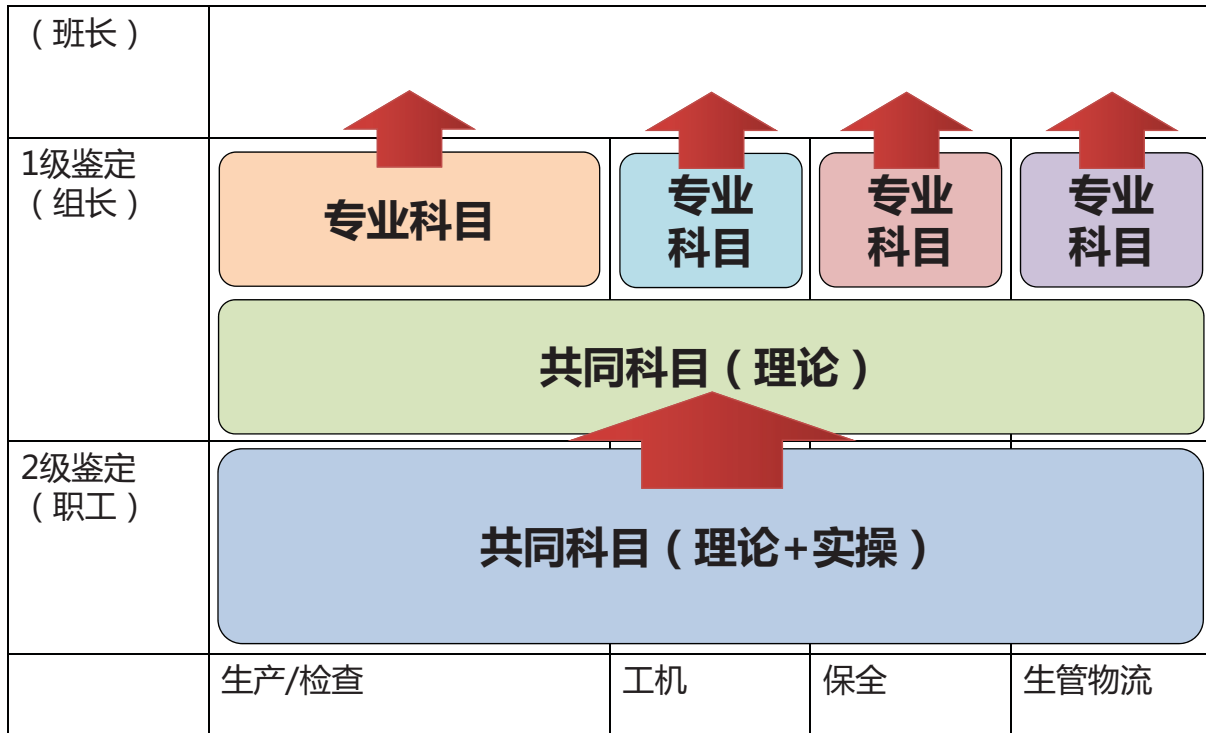 （班长）
1级鉴定
（组长）
专业科目
专业
科目
专业
科目
专业
科目
共同科目（理论）
2级鉴定
（职工）
共同科目（理论+实操）
生产/检查
工机
保全
生管物流